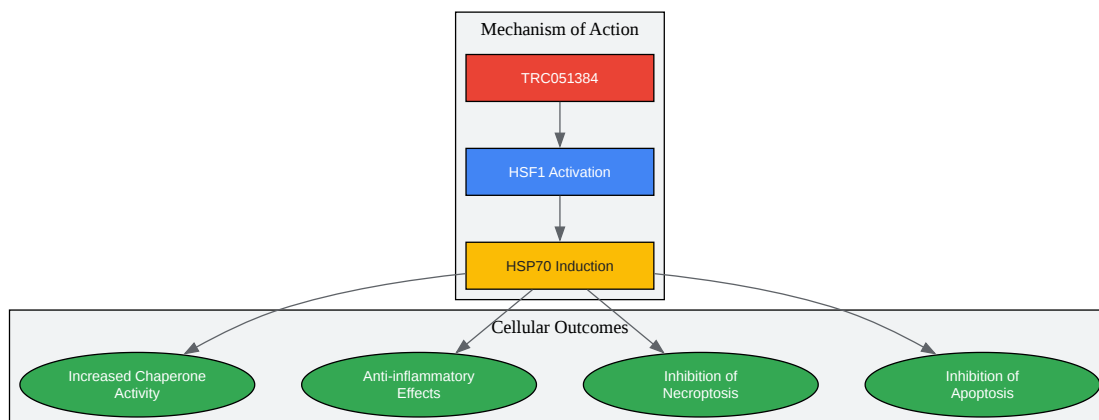 Mechanism of Action
TRC051384
HSF1 Activation
HSP70 Induction
Cellular Outcomes
Increased Chaperone
Activity
Anti-inflammatory
Effects
Inhibition of
Necroptosis
Inhibition of
Apoptosis